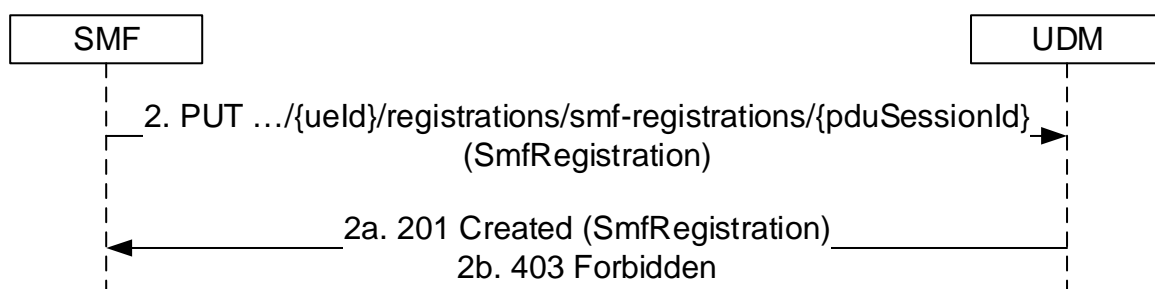 SMF
UDM
2. PUT …/{ueId}/registrations/smf-registrations/{pduSessionId}
(SmfRegistration)
2a. 201 Created (SmfRegistration)
2b. 403 Forbidden